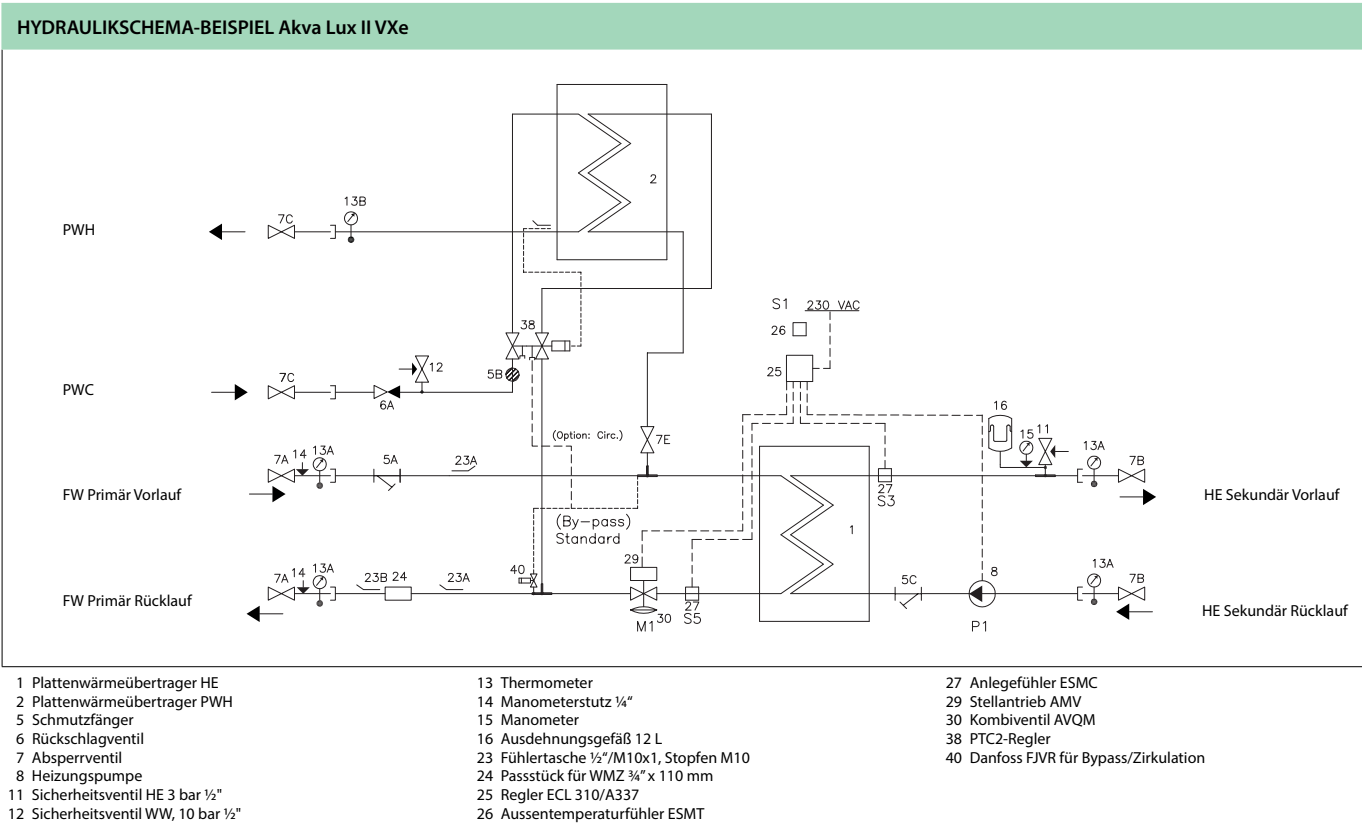 HYDRAULIKSCHEMA-BEISPIEL Akva Lux II VXe
2
13B
7C
PWH
S1 230 VAC
26
38
12
25
5B
7C
PWC
6A
16
15 11
(Option: Circ.)
7E
13A
7A 14 13A
5A
23A
7B
27
S3
FW Primär Vorlauf
HE Sekundär Vorlauf
(By-pass)
Standard
1
29
40
7A 14 13A
23B 24
23A
8
5C
13A
7B
27
FW Primär Rücklauf
M1 30 S5
P1
HE Sekundär Rücklauf
1 Plattenwärmeübertrager HE
2 Plattenwärmeübertrager PWH
5 Schmutzfänger
6 Rückschlagventil
7 Absperrventil
8 Heizungspumpe
11 Sicherheitsventil HE 3 bar ½"
12 Sicherheitsventil WW, 10 bar ½"
13 Thermometer
14 Manometerstutz ¼“
15 Manometer
16 Ausdehnungsgefäß 12 L
23 Fühlertasche ½“/M10x1, Stopfen M10
24 Passstück für WMZ ¾“ x 110 mm
25 Regler ECL 310/A337
26 Aussentemperaturfühler ESMT
27 Anlegefühler ESMC
29 Stellantrieb AMV
30 Kombiventil AVQM
38 PTC2-Regler
40 Danfoss FJVR für Bypass/Zirkulation